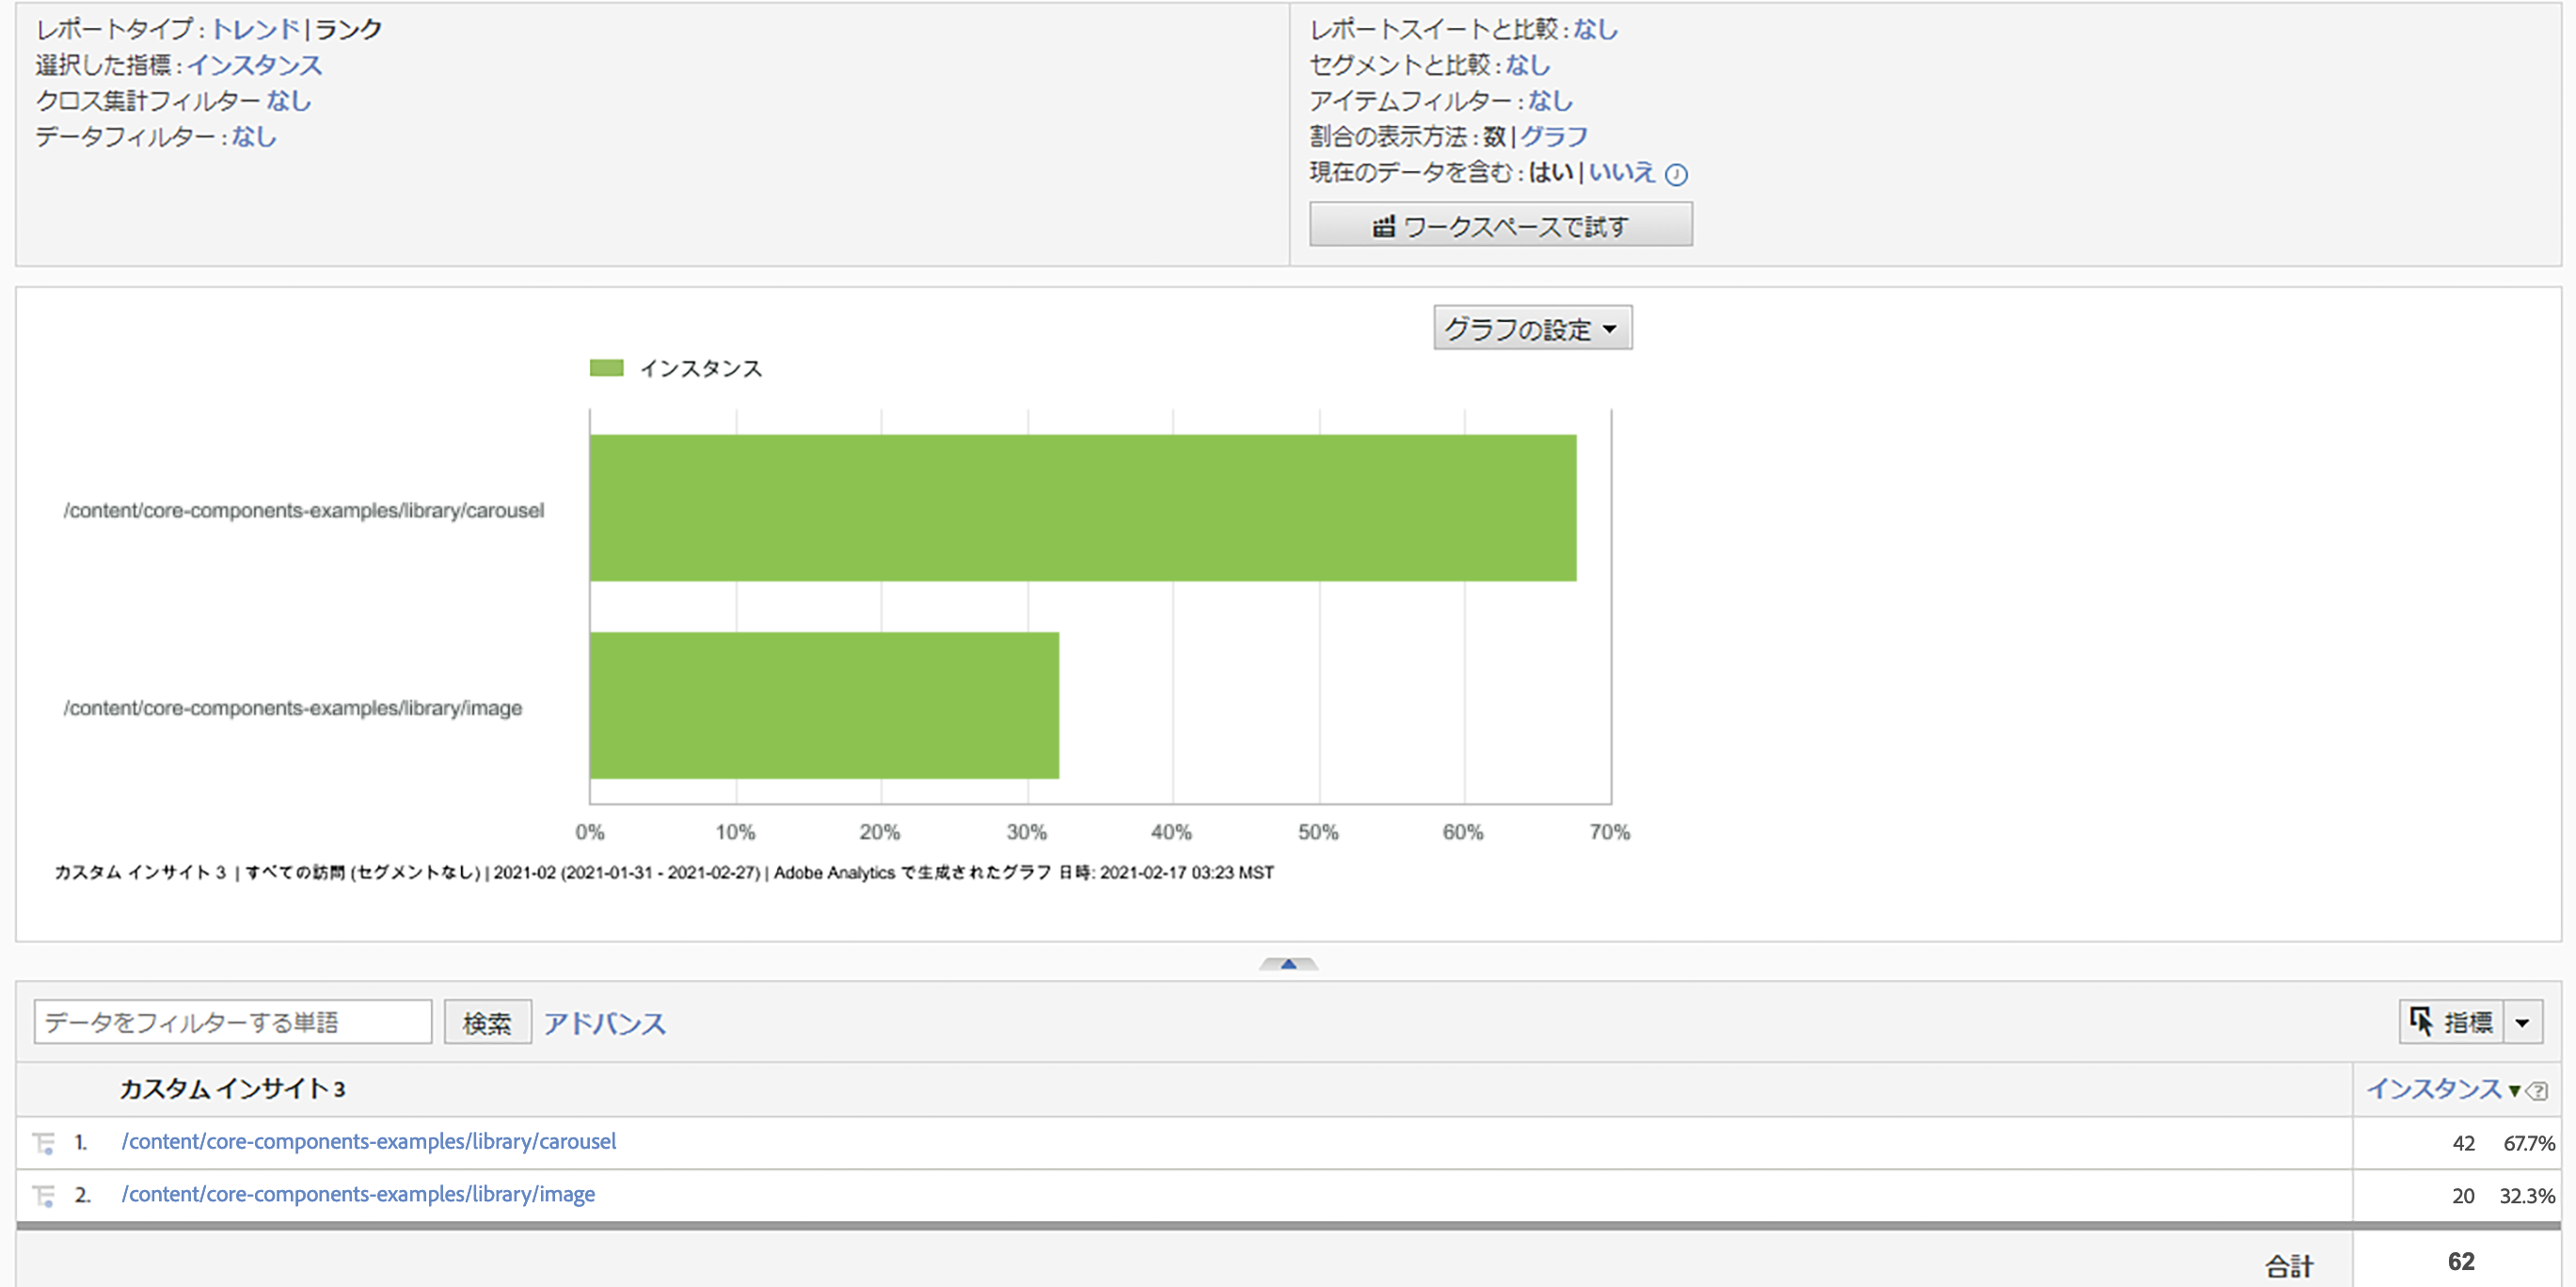 レポートタイプ : トレンド | ランク
選択した指標 : インスタンス
クロス集計フィルター なし
データフィルター : なし
レポートスイートと比較 : なし
セグメントと比較 : なし
アイテムフィルター : なし
割合の表示方法 : 数 | グラフ
現在のデータを含む : はい | いいえ
ワークスペースで試す
グラフの設定
インスタンス
/content/core-components-examples/library/carousel
/content/core-components-examples/library/image
0% 10% 20% 30% 40% 50% 60% 70%
カスタム インサイト 3 | すべての訪問 (セグメントなし) | 2021-02 (2021-01-31 - 2021-02-27) | Adobe Analytics で生成されたグラフ 日時: 2021-02-17 03:23 MST
データをフィルターする単語 検索 アドバンス 指標
カスタム インサイト 3 インスタンス
1. /content/core-components-examples/library/carousel 42 67.7%
2. /content/core-components-examples/library/image 20 32.3%
合計 62